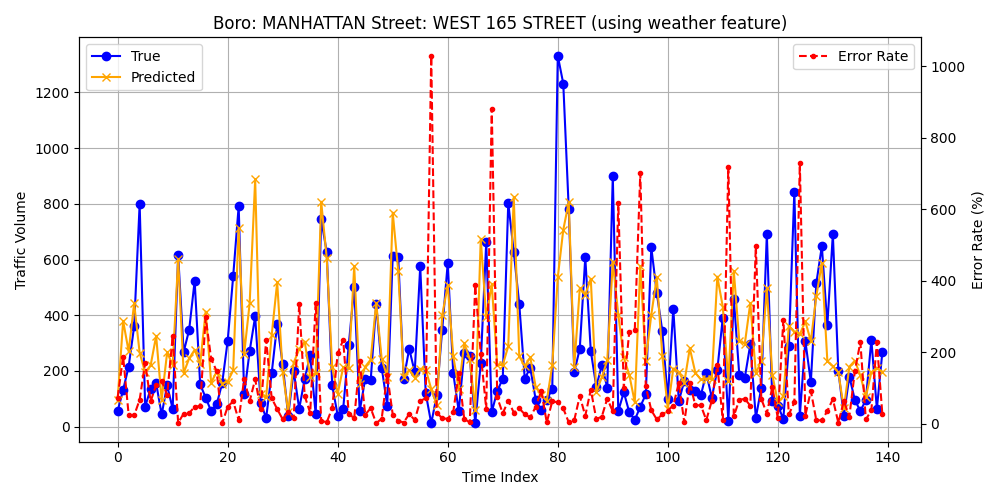 Boro: MANHATTAN Street: WEST 165 STREET (using weather feature)
True
Predicted
Error Rate
Traffic Volume
0
200
400
600
800
1000
1200
Error Rate (%)
0
200
400
600
800
1000
0 20 40 60 80 100 120 140
Time Index